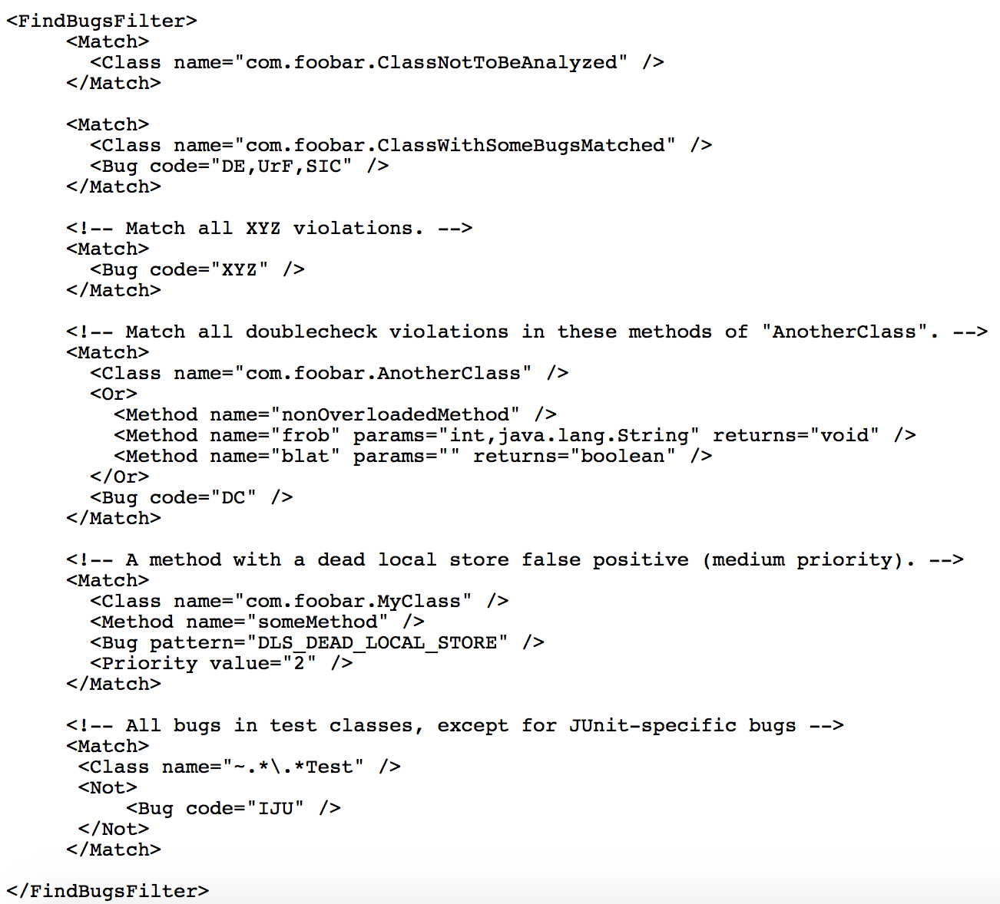 <FindBugsFilter>
     <Match>
       <Class name="com.foobar.ClassNotToBeAnalyzed" />
     </Match>

     <Match>
       <Class name="com.foobar.ClassWithSomeBugsMatched" />
       <Bug code="DE,UrF,SIC" />
     </Match>

     <!-- Match all XYZ violations. -->
     <Match>
       <Bug code="XYZ" />
     </Match>

     <!-- Match all doublecheck violations in these methods of "AnotherClass". -->
     <Match>
       <Class name="com.foobar.AnotherClass" />
       <Or>
         <Method name="nonOverloadedMethod" />
         <Method name="frob" params="int,java.lang.String" returns="void" />
         <Method name="blat" params="" returns="boolean" />
       </Or>
       <Bug code="DC" />
     </Match>

     <!-- A method with a dead local store false positive (medium priority). -->
     <Match>
       <Class name="com.foobar.MyClass" />
       <Method name="someMethod" />
       <Bug pattern="DLS_DEAD_LOCAL_STORE" />
       <Priority value="2" />
     </Match>

     <!-- All bugs in test classes, except for JUnit-specific bugs -->
     <Match>
      <Class name="~.*\.*Test" />
      <Not>
          <Bug code="IJU" />
      </Not>
     </Match>

</FindBugsFilter>